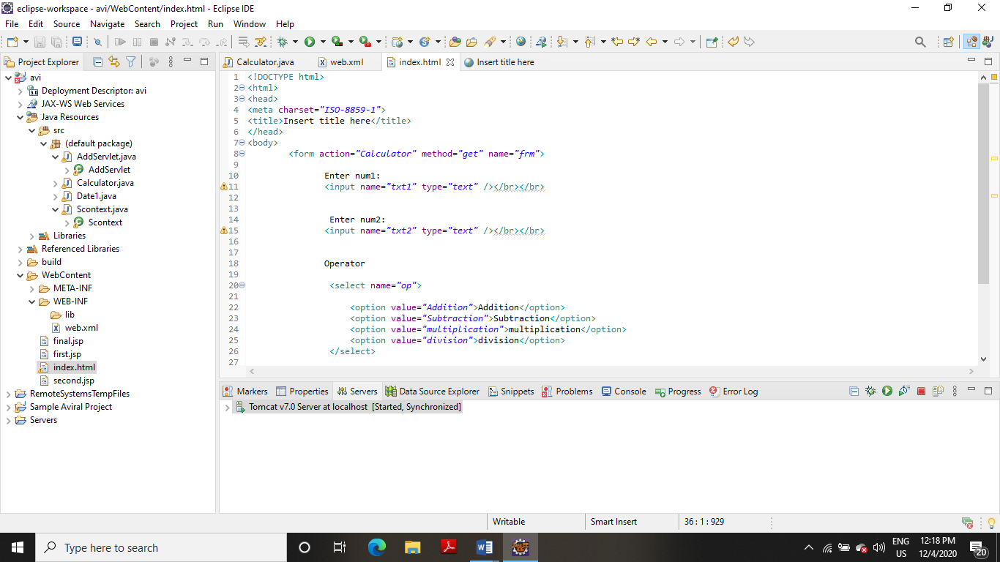 eclipse-workspace - avi/WebContent/index.html - Eclipse IDE
File Edit Source Navigate Search Project Run Window Help
Project Explorer
avi
Deployment Descriptor: avi
JAX-WS Web Services
Java Resources
src
(default package)
AddServlet.java
AddServlet
Calculator.java
Date1.java
Scontext.java
Scontext
Libraries
Referenced Libraries
build
WebContent
META-INF
WEB-INF
lib
web.xml
final.jsp
first.jsp
index.html
second.jsp
RemoteSystemsTempFiles
Sample Aviral Project
Servers
Calculator.java web.xml index.html Insert title here
1 <!DOCTYPE html>
2 <html>
3 <head>
4 <meta charset="ISO-8859-1">
5 <title>Insert title here</title>
6 </head>
7 <body>
8 <form action="Calculator" method="get" name="frm">
9
10 Enter num1:
11 <input name="txt1" type="text" /></br></br>
12
13
14 Enter num2:
15 <input name="txt2" type="text" /></br></br>
16
17
18 Operator
19
20 <select name="op">
21
22 <option value="Addition">Addition</option>
23 <option value="Subtraction">Subtraction</option>
24 <option value="multiplication">multiplication</option>
25 <option value="division">division</option>
26 </select>
27
Markers Properties Servers Data Source Explorer Snippets Problems Console Progress Error Log
Tomcat v7.0 Server at localhost [Started, Synchronized]
Writable Smart Insert 36 : 1 : 929
Type here to search
ENG
US
12:18 PM
12/4/2020
20